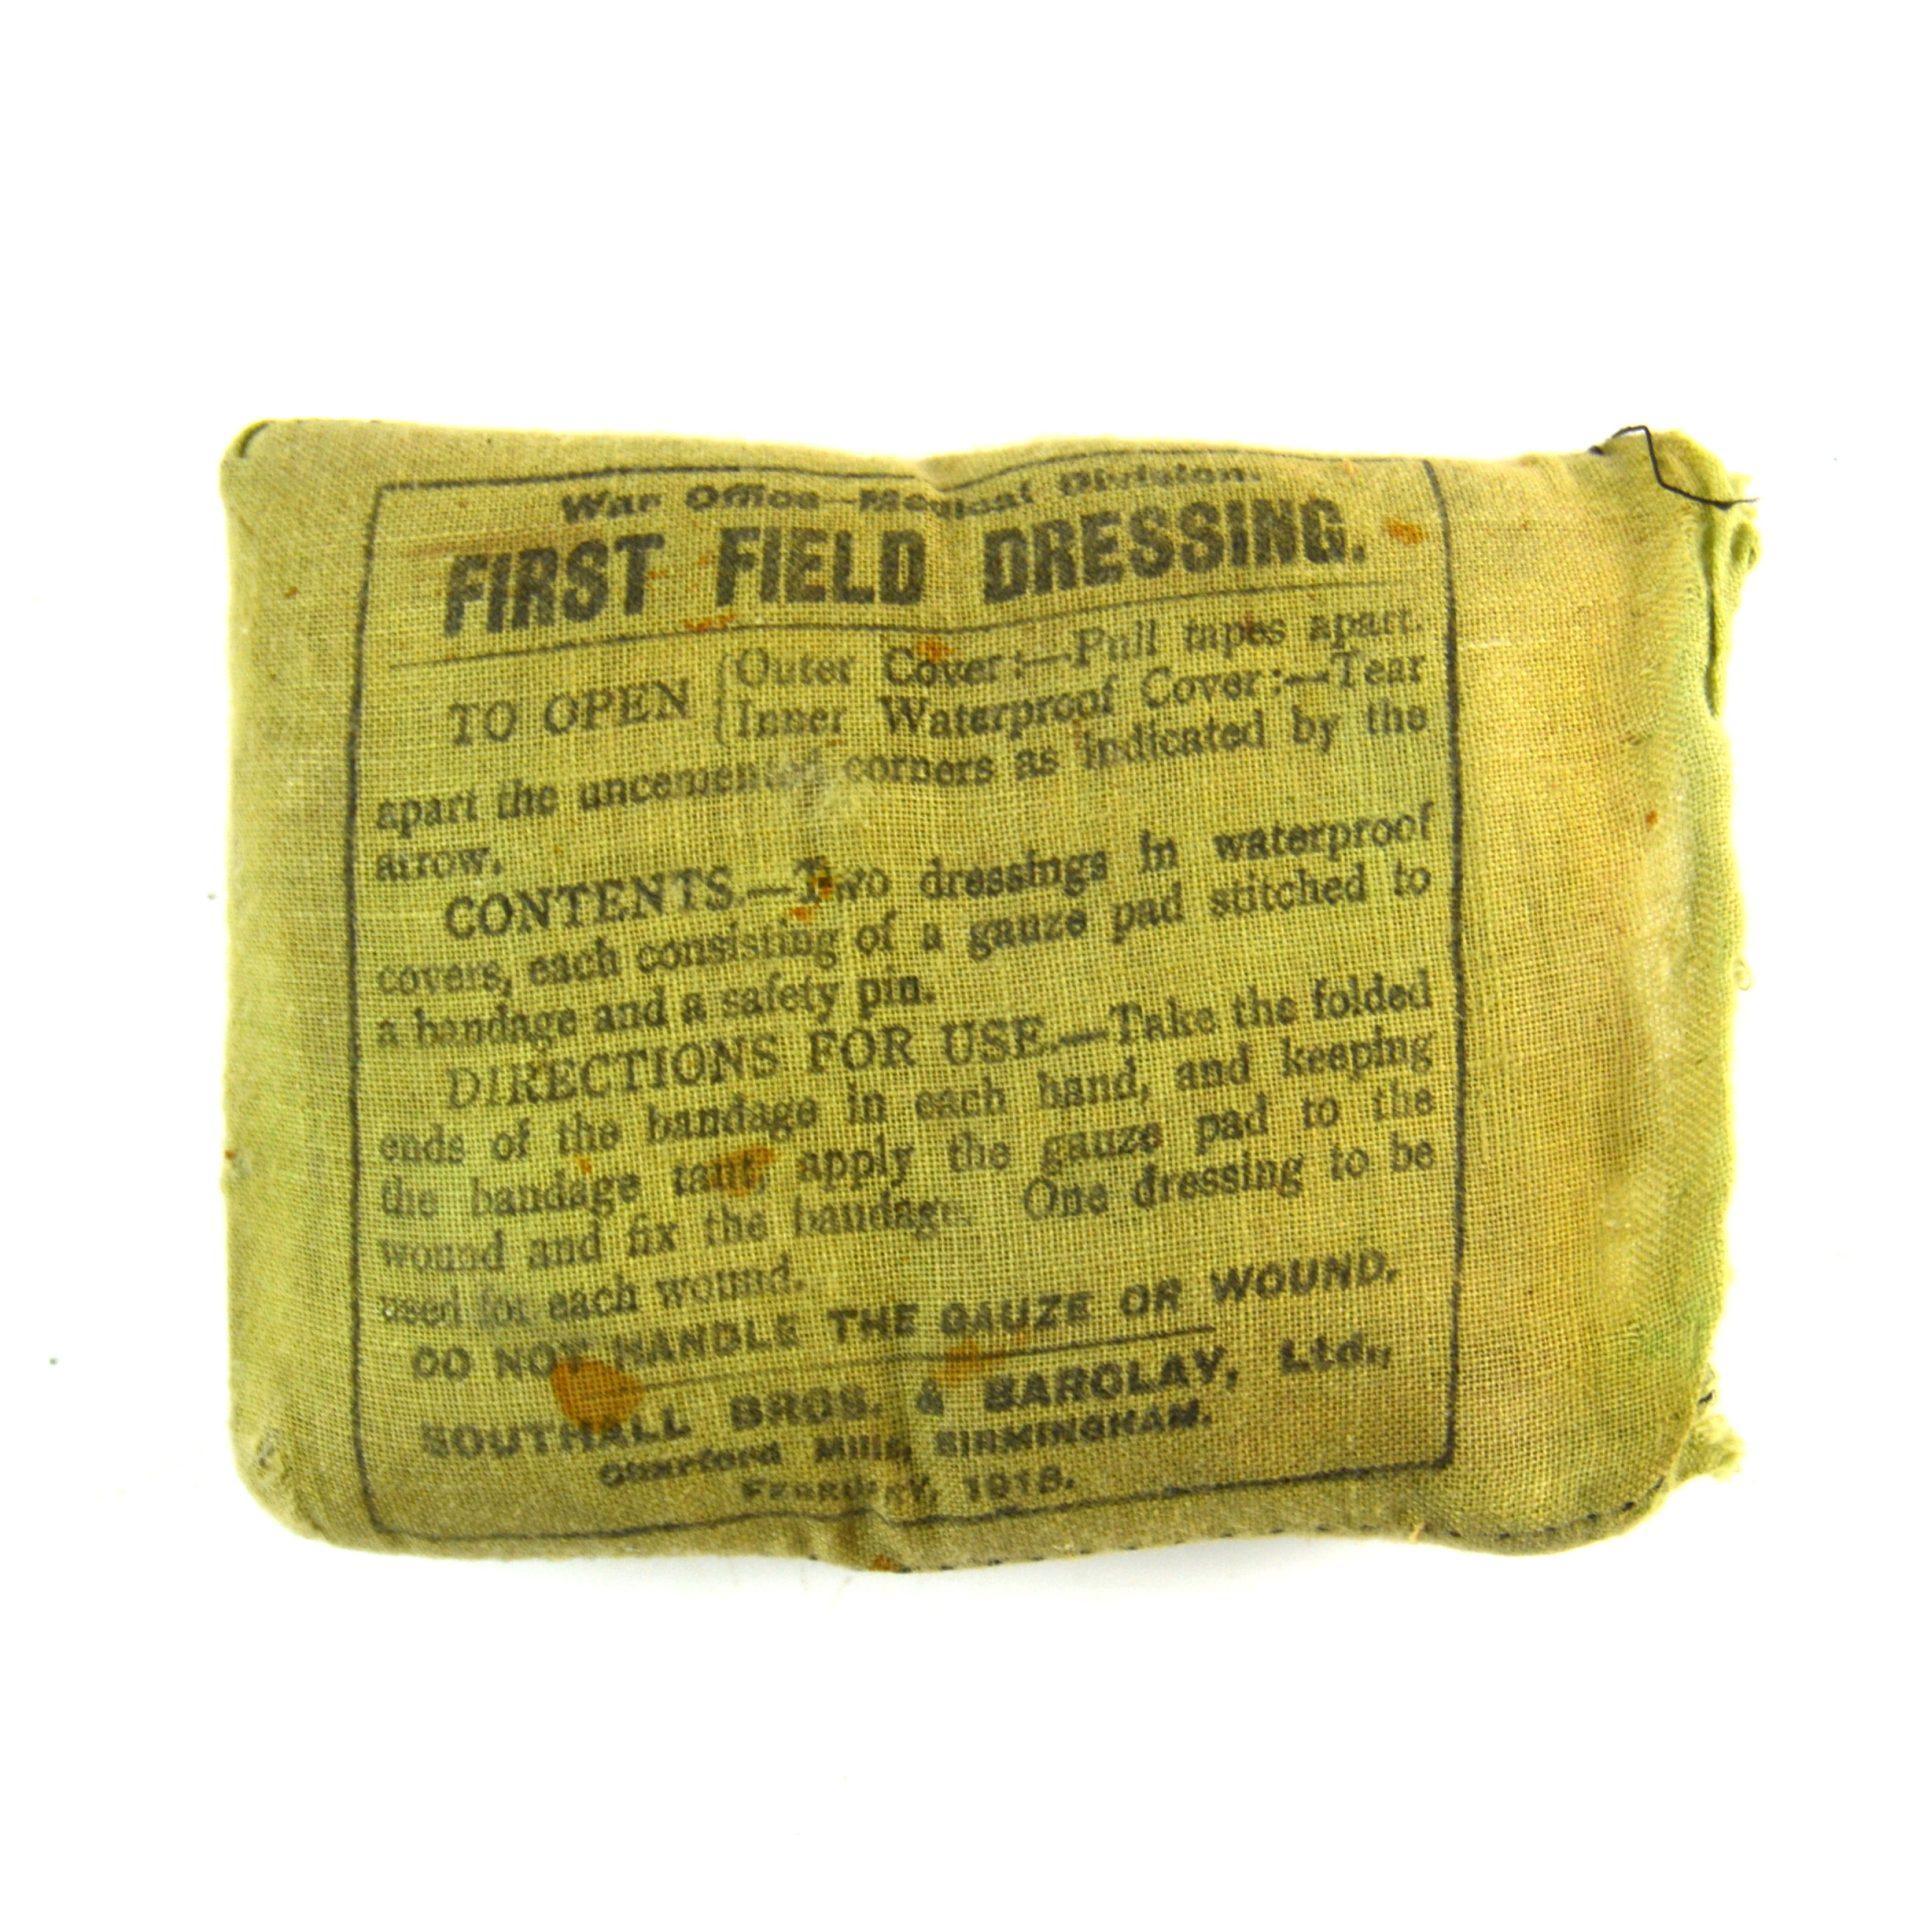 War Office—Medical Division.
FIRST FIELD DRESSING.
TO OPEN { Outer Cover:—Pull tapes apart.
Inner Waterproof Cover:—Tear
apart the uncemented corners as indicated by the
arrow.
CONTENTS.—Two dressings in waterproof
covers, each consisting of a gauze pad stitched to
a bandage and a safety pin.
DIRECTIONS FOR USE.—Take the folded
ends of the bandage in each hand, and keeping
the bandage taut, apply the gauze pad to the
wound and fix the bandage. One dressing to be
used for each wound.
DO NOT HANDLE THE GAUZE OR WOUND.
SOUTHALL BROS. & BARCLAY, Ltd.,
Charford Mills, BIRMINGHAM.
February,